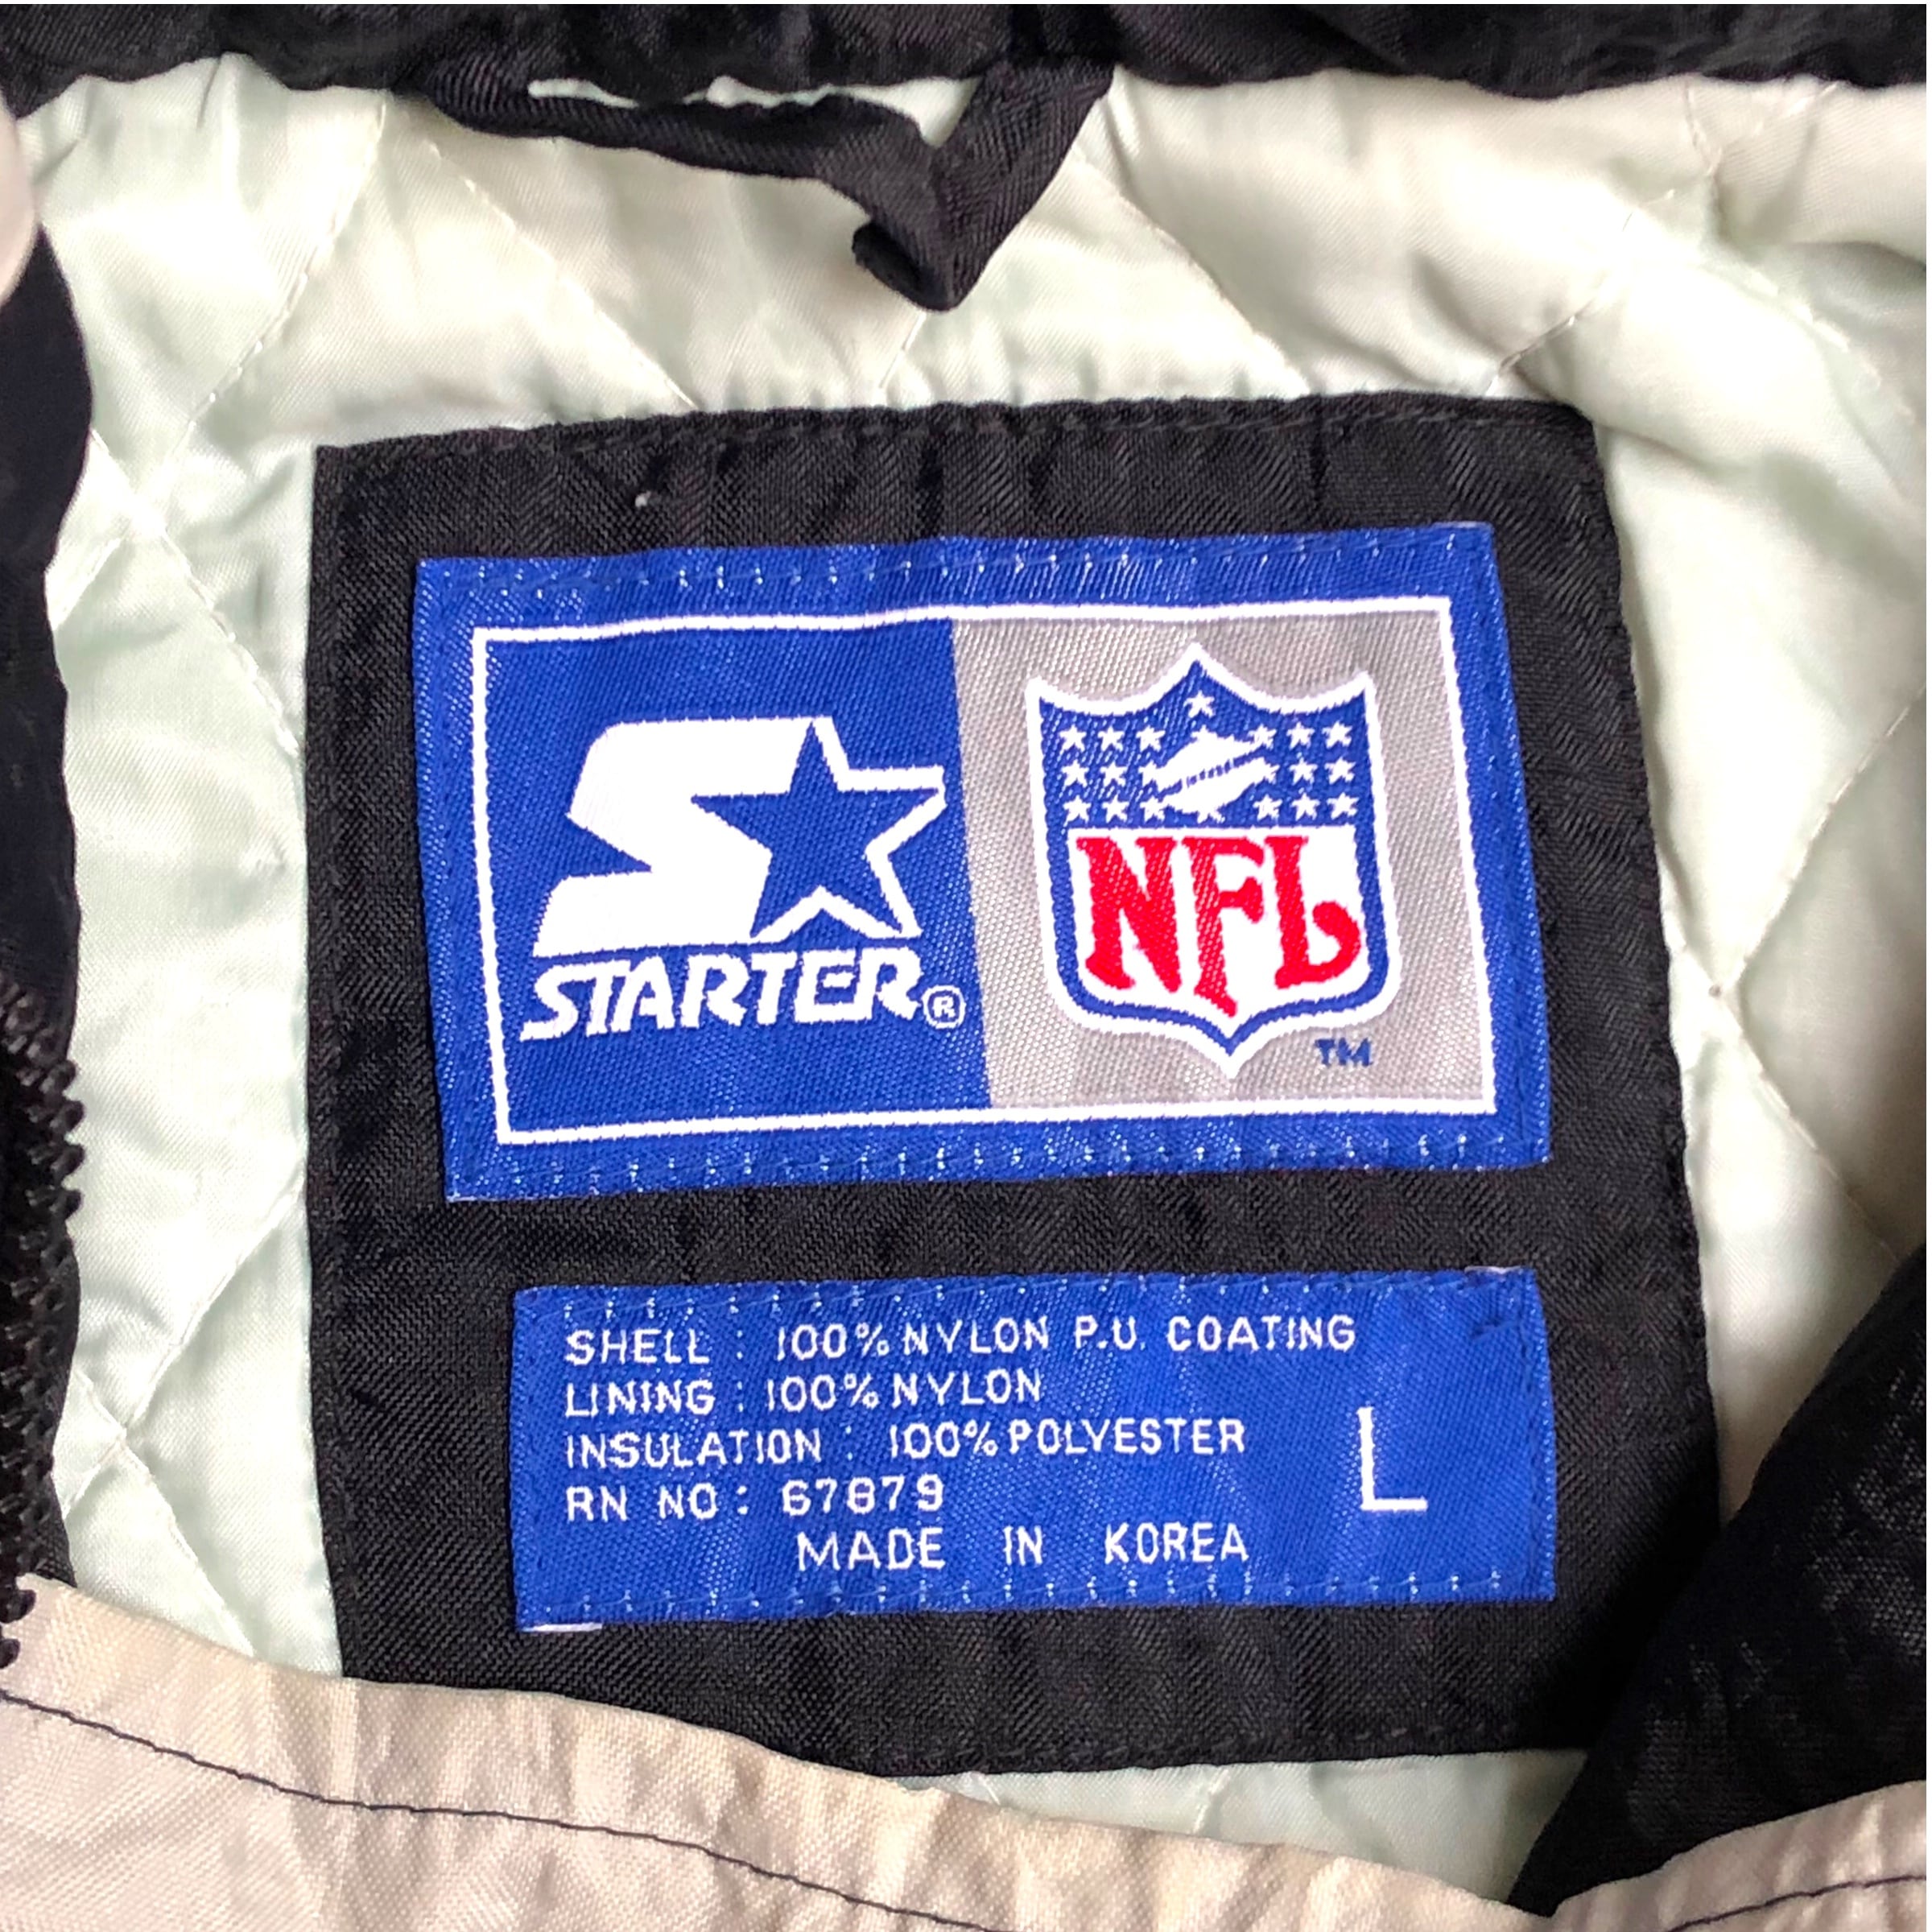 STARTER®
NFL
TM
SHELL : 100% NYLON P.U. COATING
LINING : 100% NYLON
INSULATION : 100% POLYESTER
RN NO : 67879
L
MADE IN KOREA